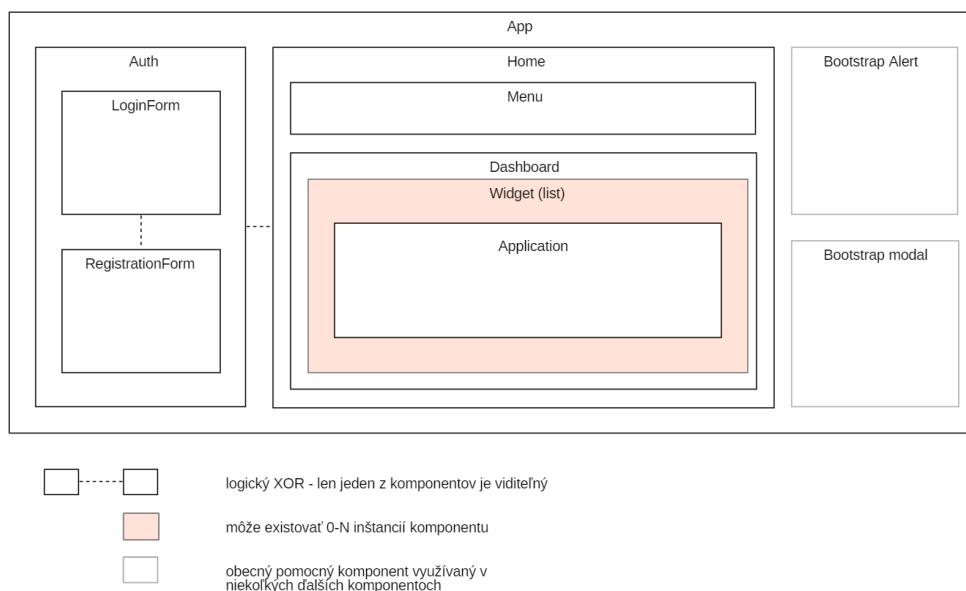 App
Auth
LoginForm
RegistrationForm
Home
Menu
Dashboard
Widget (list)
Application
Bootstrap Alert
Bootstrap modal
logický XOR - len jeden z komponentov je viditeľný
môže existovať 0-N inštancií komponentu
obecný pomocný komponent využívaný v
niekoľkých ďalších komponentoch